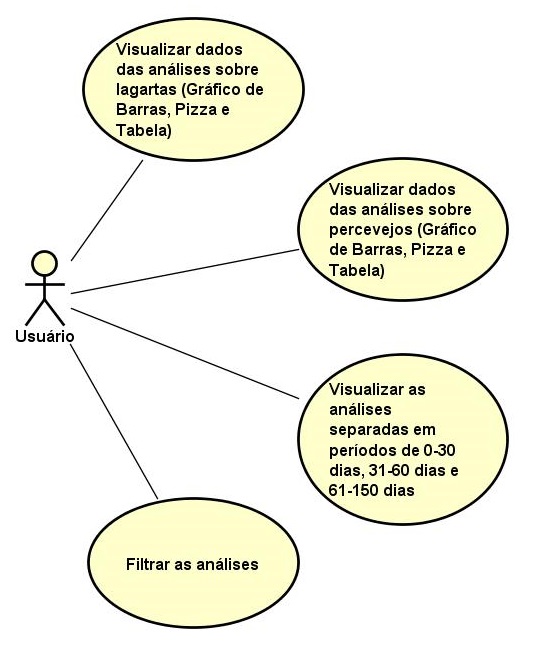 Visualizar dados
das análises sobre
lagartas (Gráfico de
Barras, Pizza e
Tabela)
Visualizar dados
das análises sobre
percevejos (Gráfico
de Barras, Pizza e
Tabela)
Usuário
Visualizar as
análises
separadas em
períodos de 0-30
dias, 31-60 dias e
61-150 dias
Filtrar as análises